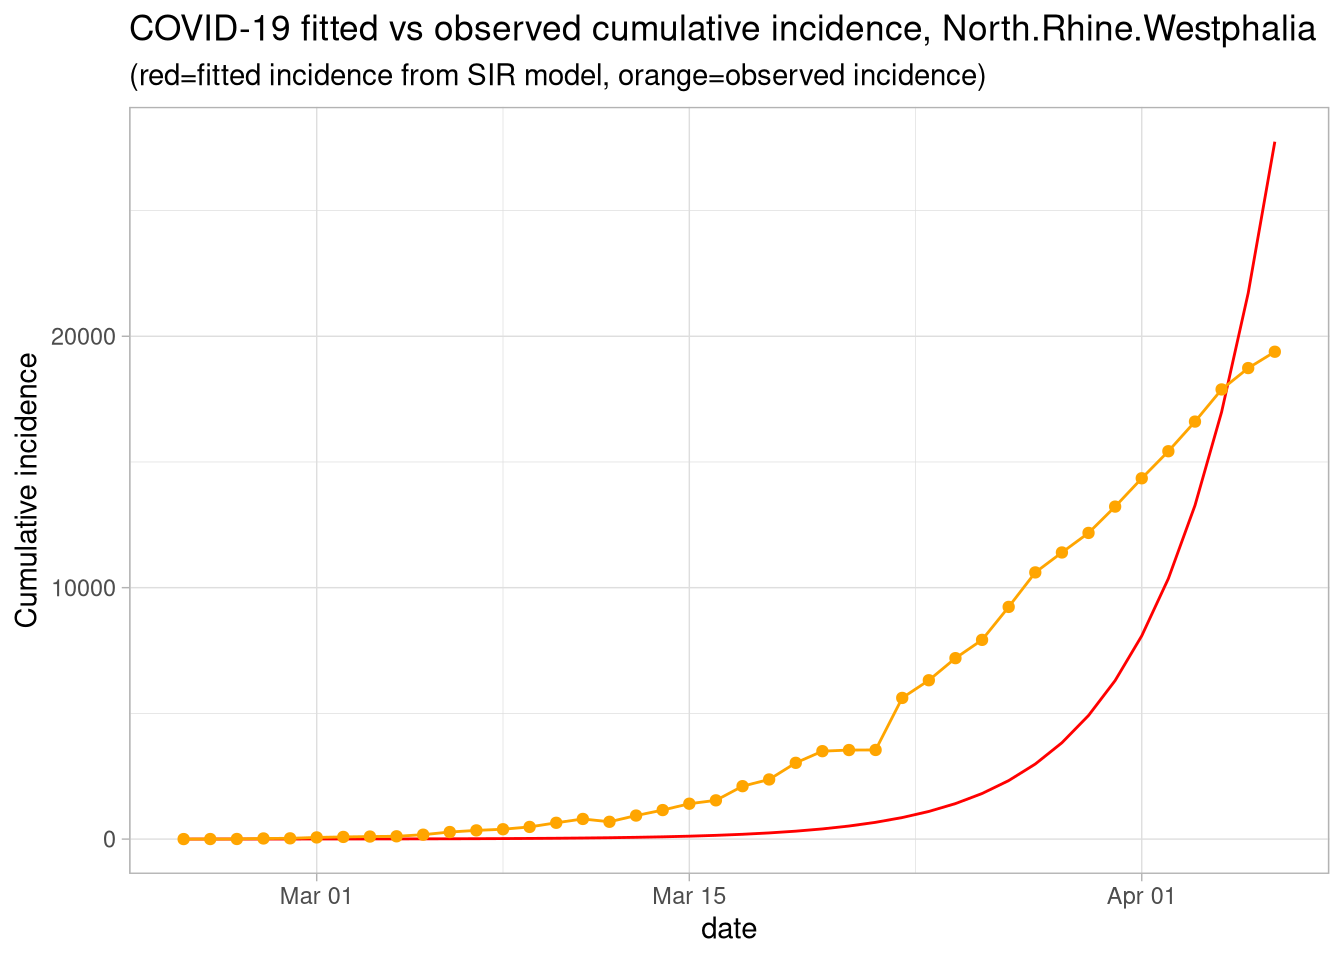 COVID-19 fitted vs observed cumulative incidence, North.Rhine.Westphalia
(red=fitted incidence from SIR model, orange=observed incidence)
Cumulative incidence
20000
10000
0
Mar 01
Mar 15
Apr 01
date